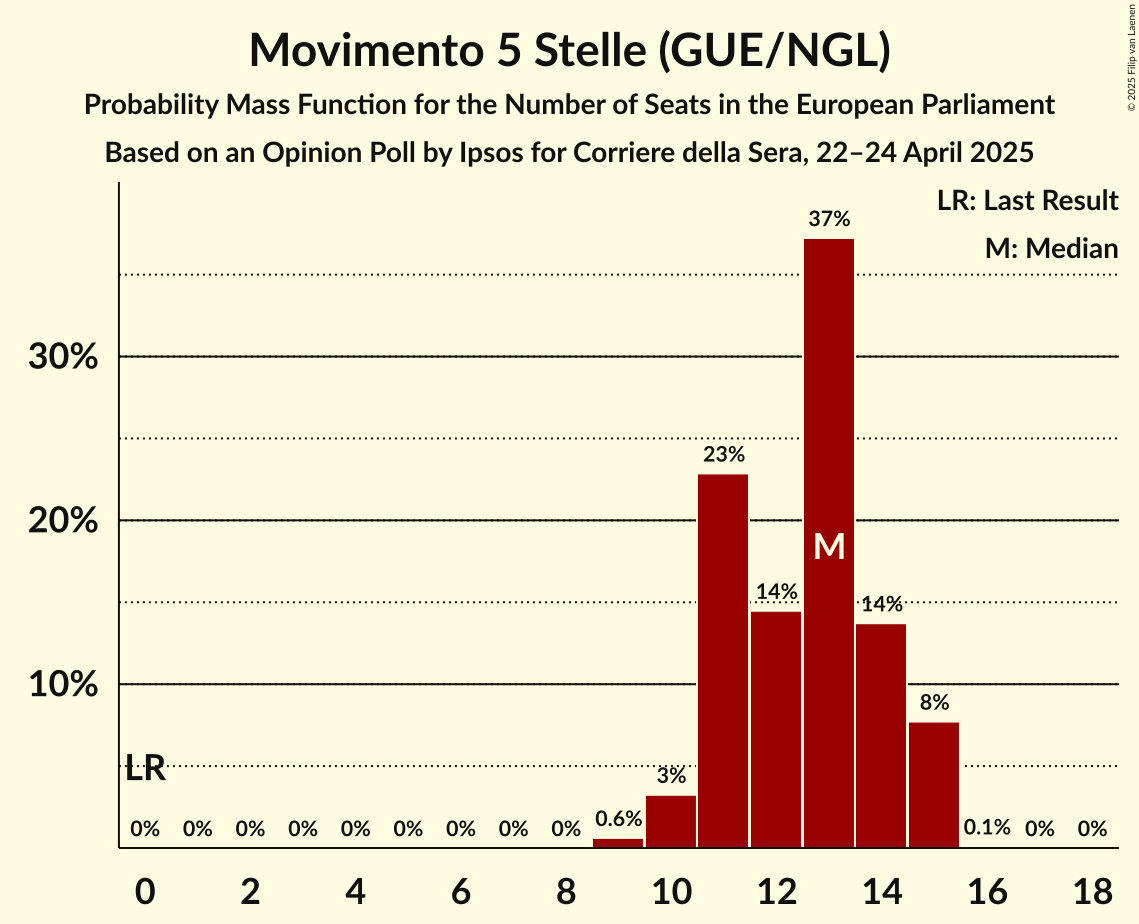 Movimento 5 Stelle (GUE/NGL)
Probability Mass Function for the Number of Seats in the European Parliament
Based on an Opinion Poll by Ipsos for Corriere della Sera, 22–24 April 2025
© 2025 Filip van Laenen
LR: Last Result
M: Median
37%
30%
23%
20%
M
14%
14%
10%
8%
LR
3%
0% 0% 0% 0% 0% 0% 0% 0% 0% 0.6% 0.1% 0% 0%
0 2 4 6 8 10 12 14 16 18